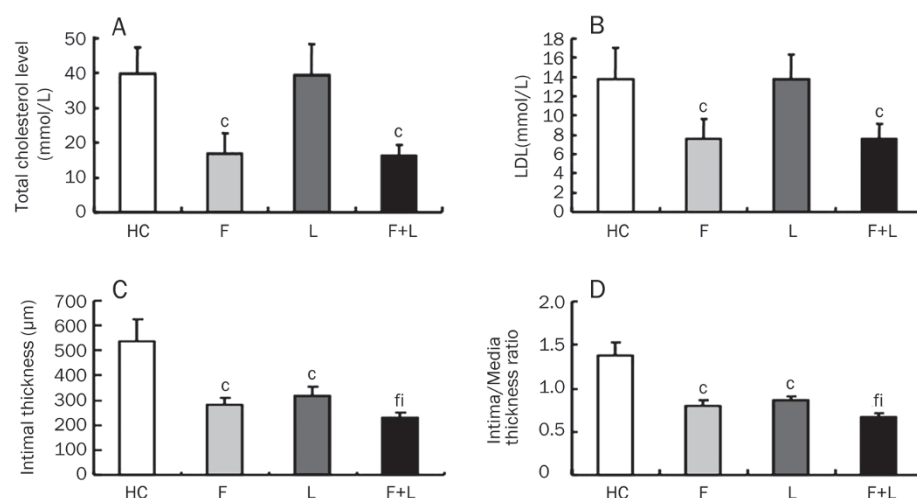 A
Total cholesterol level
(mmol/L)
50
40
30
20
10
0
c
c
HC F L F+L
B
LDL(mmol/L)
18
16
14
12
10
8
6
4
2
0
c
c
HC F L F+L
C
Intimal thickness (μm)
700
600
500
400
300
200
100
0
c
c
fi
HC F L F+L
D
Intima/Media
thickness ratio
2.0
1.5
1.0
0.5
0
c
c
fi
HC F L F+L